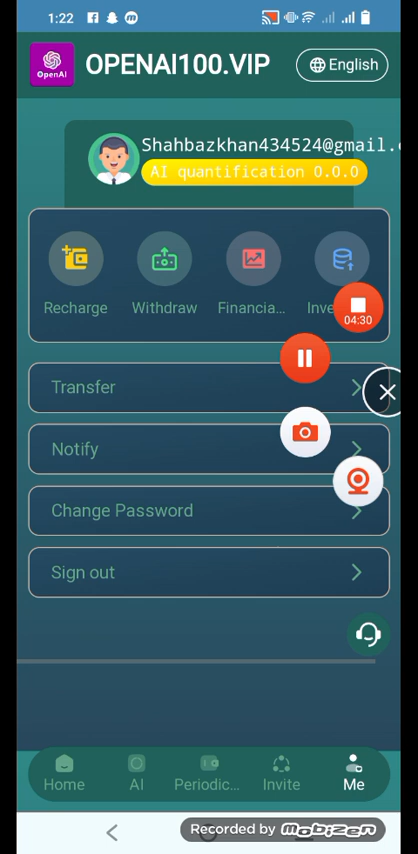 1:22
OpenAi
OPENAI100.VIP
English
Shahbazkhan434524@gmail.c
AI quantification 0.0.0
Recharge
Withdraw
Financia...
Inve
04:30
Transfer
Notify
Change Password
Sign out
Home
AI
Periodic...
Invite
Me
Recorded by mobizen